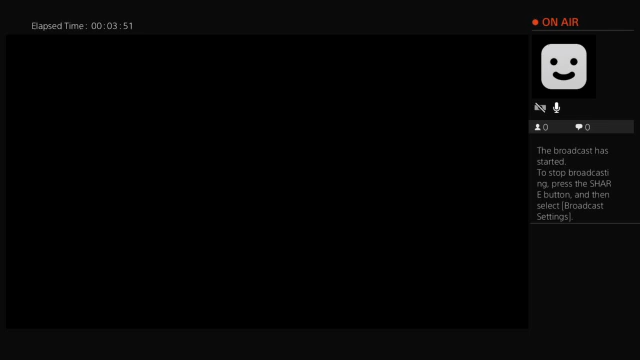 Elapsed Time : 00 : 03 : 51
ON AIR
0 0
The broadcast has
started.
To stop broadcasti
ng, press the SHAR
E button, and then
select [Broadcast
Settings].